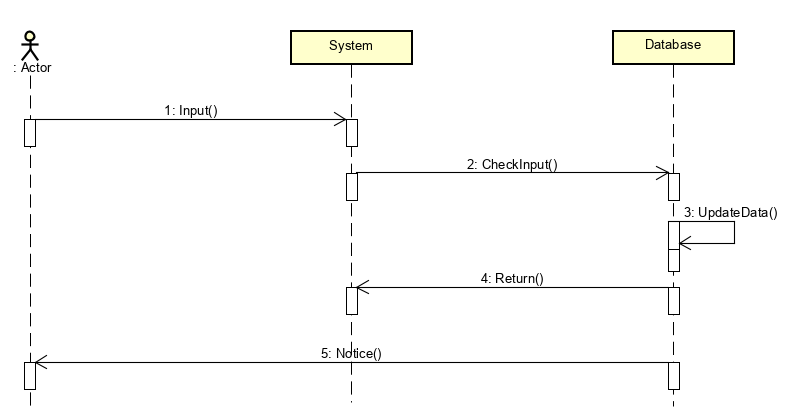 System
Database
: Actor
1: Input()
2: CheckInput()
3: UpdateData()
4: Return()
5: Notice()